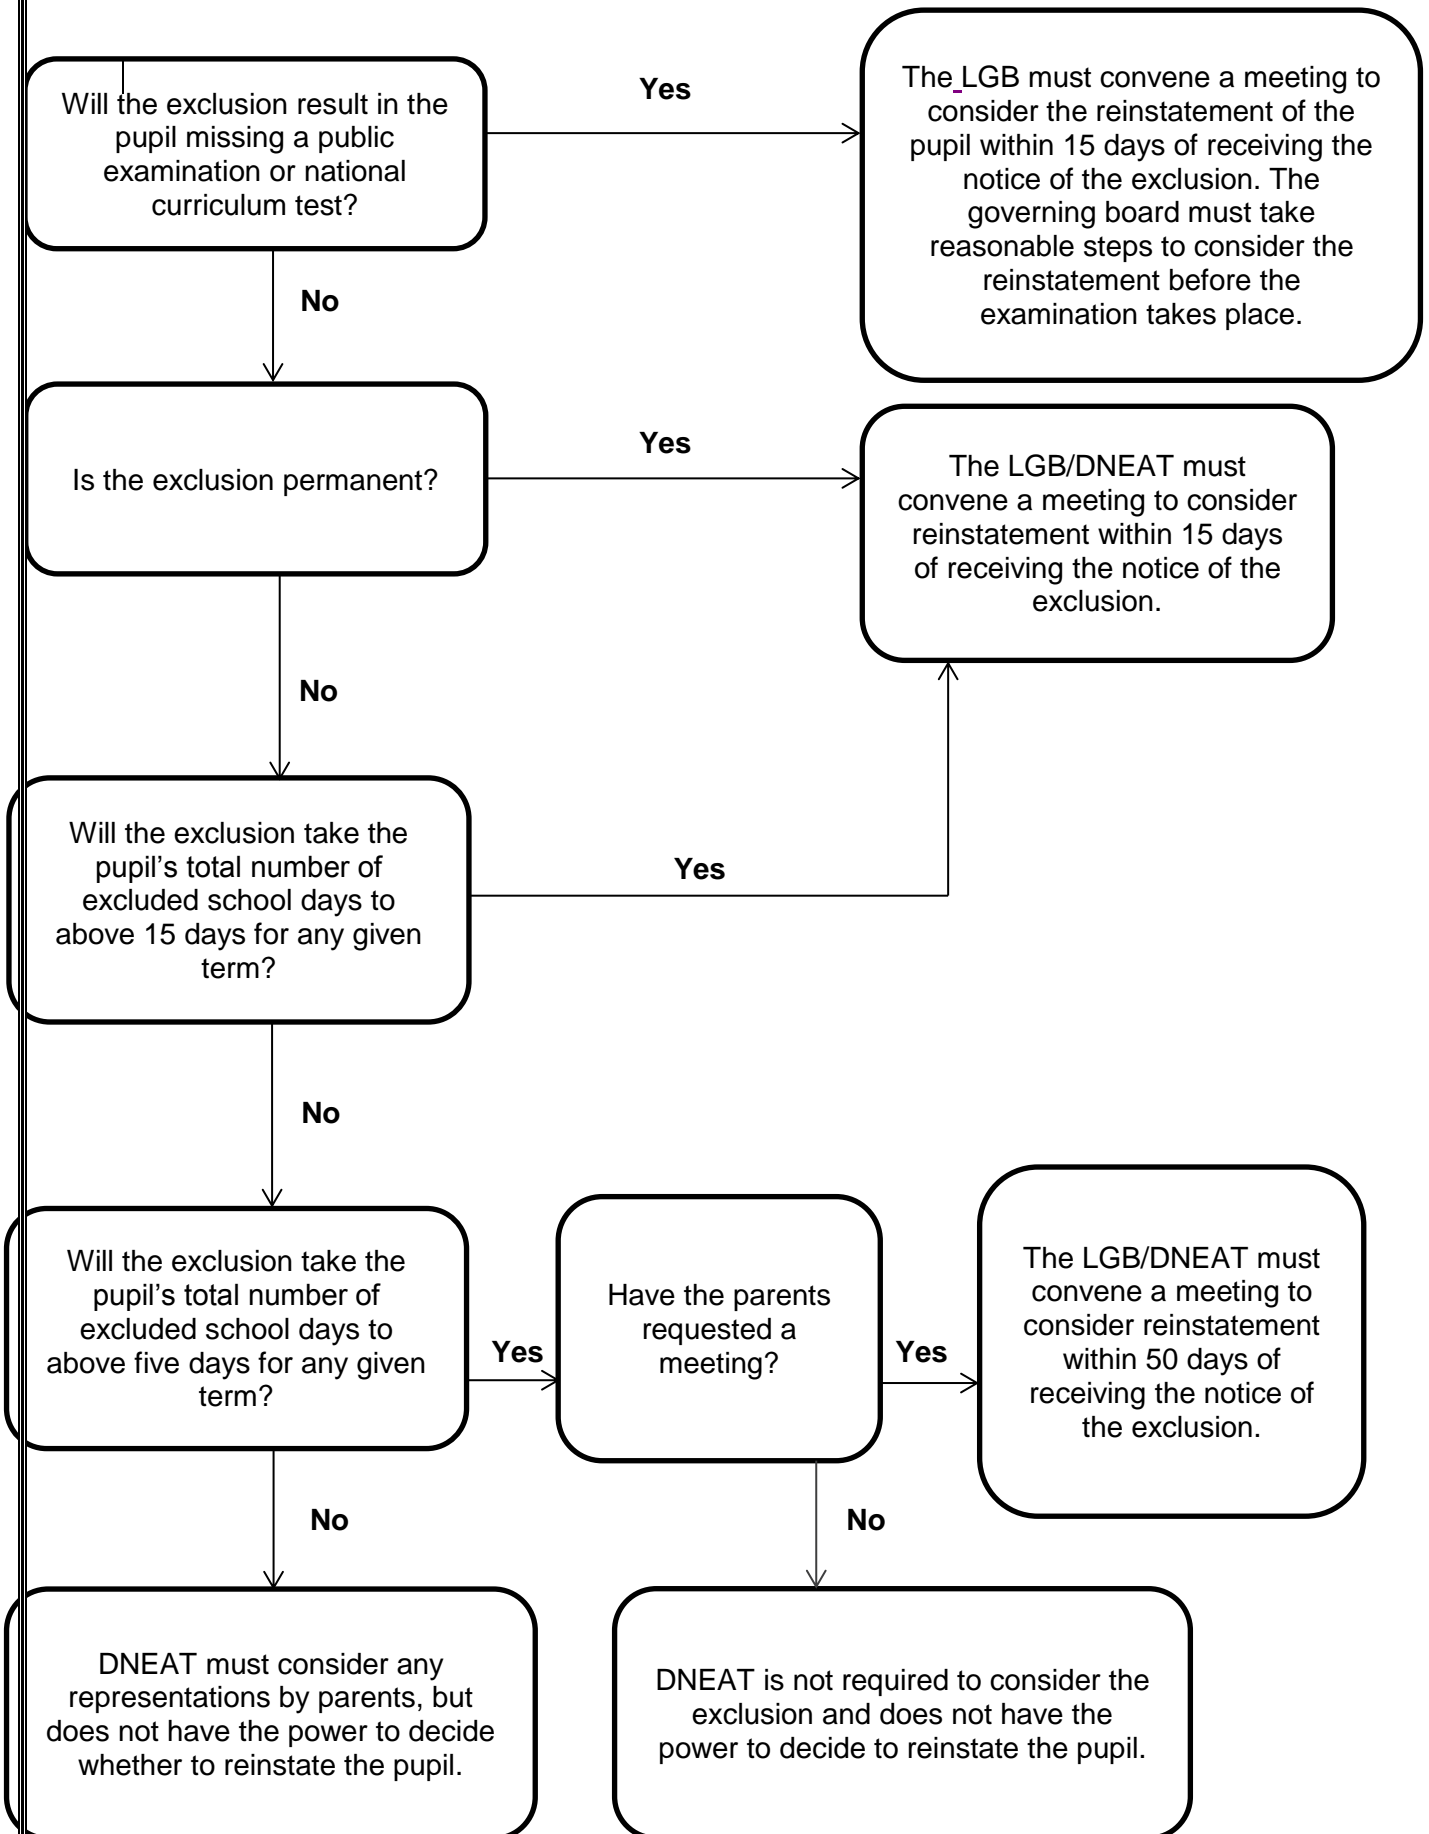 Will the exclusion result in the
pupil missing a public
examination or national
curriculum test?
Yes
The LGB must convene a meeting to
consider the reinstatement of the
pupil within 15 days of receiving the
notice of the exclusion. The
governing board must take
reasonable steps to consider the
reinstatement before the
examination takes place.
No
Is the exclusion permanent?
Yes
The LGB/DNEAT must
convene a meeting to consider
reinstatement within 15 days
of receiving the notice of the
exclusion.
No
Will the exclusion take the
pupil’s total number of
excluded school days to
above 15 days for any given
term?
Yes
No
Will the exclusion take the
pupil’s total number of
excluded school days to
above five days for any given
term?
Yes
Have the parents
requested a
meeting?
Yes
The LGB/DNEAT must
convene a meeting to
consider reinstatement
within 50 days of
receiving the notice of
the exclusion.
No
No
DNEAT must consider any
representations by parents, but
does not have the power to decide
whether to reinstate the pupil.
DNEAT is not required to consider the
exclusion and does not have the
power to decide to reinstate the pupil.